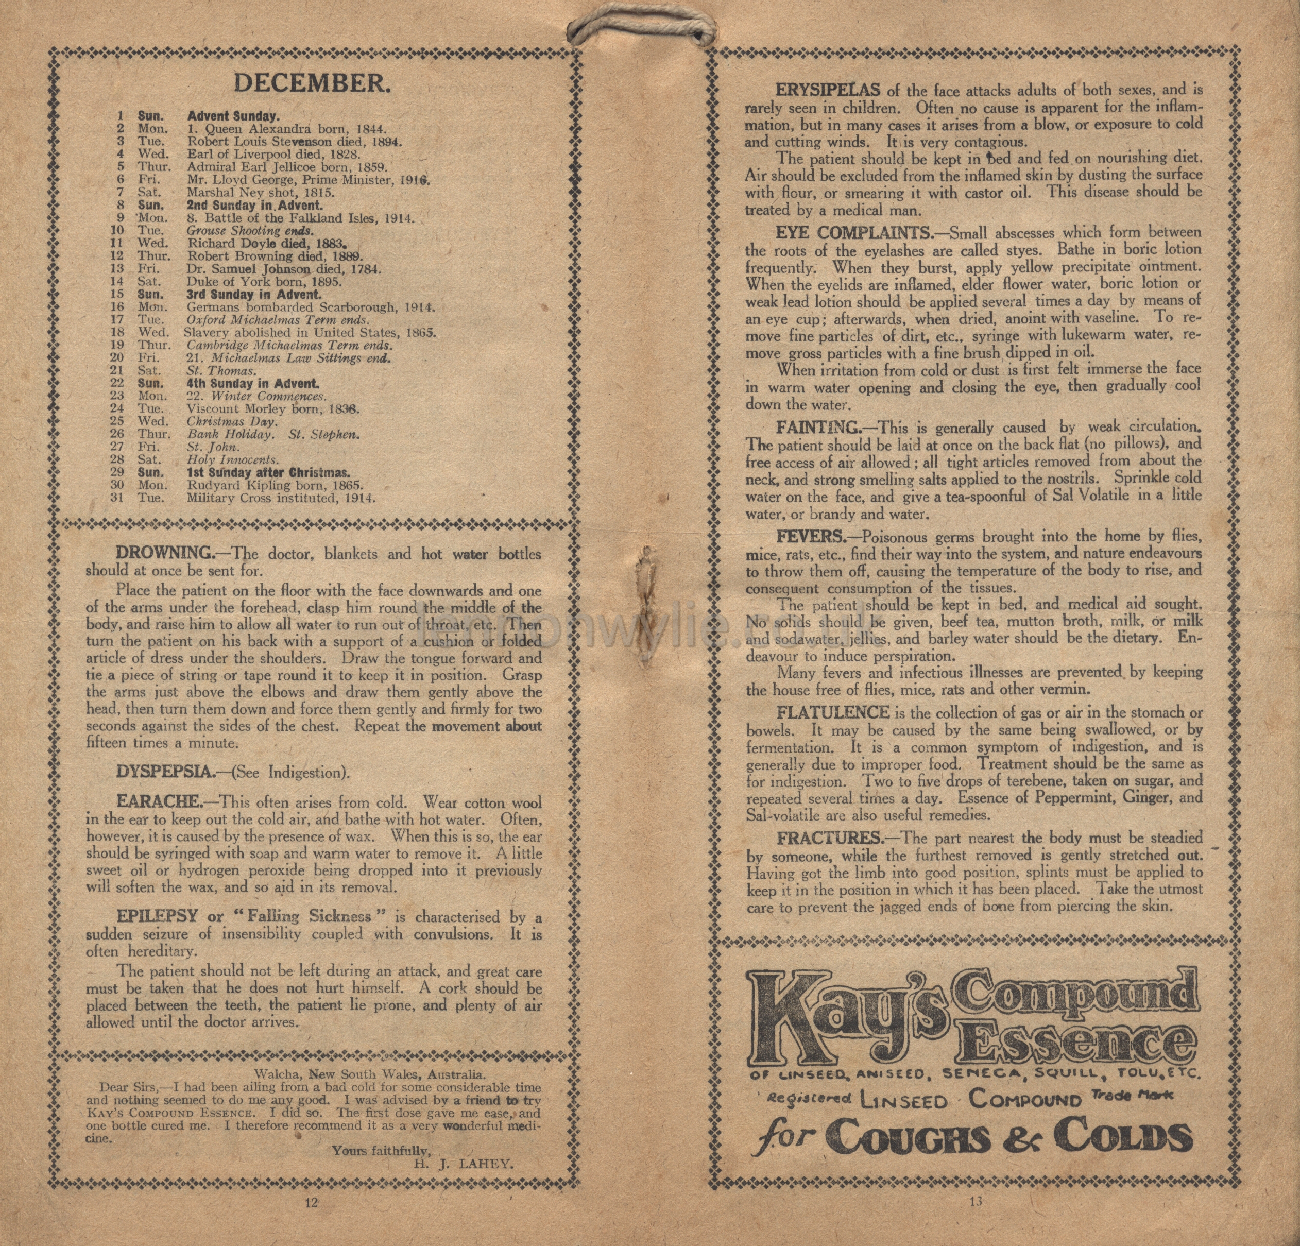 DECEMBER.
1 Sun. Advent Sunday.
2 Mon. 1. Queen Alexandra born, 1844.
3 Tue. Robert Louis Stevenson died, 1894.
4 Wed. Earl of Liverpool died, 1828.
5 Thur. Admiral Earl Jellicoe born, 1859.
6 Fri. Mr. Lloyd George, Prime Minister, 1916.
7 Sat. Marshal Ney shot, 1815.
8 Sun. 2nd Sunday in Advent.
9 Mon. 8. Battle of the Falkland Isles, 1914.
10 Tue. Grouse Shooting ends.
11 Wed. Richard Doyle died, 1883.
12 Thur. Robert Browning died, 1889.
13 Fri. Dr. Samuel Johnson died, 1784.
14 Sat. Duke of York born, 1895.
15 Sun. 3rd Sunday in Advent.
16 Mon. Germans bombarded Scarborough, 1914.
17 Tue. Oxford Michaelmas Term ends.
18 Wed. Slavery abolished in United States, 1865.
19 Thur. Cambridge Michaelmas Term ends.
20 Fri. 21. Michaelmas Law Sittings end.
21 Sat. St. Thomas.
22 Sun. 4th Sunday in Advent.
23 Mon. 22. Winter Commences.
24 Tue. Viscount Morley born, 1836.
25 Wed. Christmas Day.
26 Thur. Bank Holiday. St. Stephen.
27 Fri. St. John.
28 Sat. Holy Innocents.
29 Sun. 1st Sunday after Christmas.
30 Mon. Rudyard Kipling born, 1865.
31 Tue. Military Cross instituted, 1914.
DROWNING.—The doctor, blankets and hot water bottles
should at once be sent for.
Place the patient on the floor with the face downwards and one
of the arms under the forehead, clasp him round the middle of the
body, and raise him to allow all water to run out of throat, etc. Then
turn the patient on his back with a support of a cushion or folded
article of dress under the shoulders. Draw the tongue forward and
tie a piece of string or tape round it to keep it in position. Grasp
the arms just above the elbows and draw them gently above the
head, then turn them down and force them gently and firmly for two
seconds against the sides of the chest. Repeat the movement about
fifteen times a minute.
DYSPEPSIA.—(See Indigestion).
EARACHE.—This often arises from cold. Wear cotton wool
in the ear to keep out the cold air, and bathe with hot water. Often,
however, it is caused by the presence of wax. When this is so, the ear
should be syringed with soap and warm water to remove it. A little
sweet oil or hydrogen peroxide being dropped into it previously
will soften the wax, and so aid in its removal.
EPILEPSY or "Falling Sickness" is characterised by a
sudden seizure of insensibility coupled with convulsions. It is
often hereditary.
The patient should not be left during an attack, and great care
must be taken that he does not hurt himself. A cork should be
placed between the teeth, the patient lie prone, and plenty of air
allowed until the doctor arrives.
Walcha, New South Wales, Australia.
Dear Sirs,—I had been ailing from a bad cold for some considerable time
and nothing seemed to do me any good. I was advised by a friend to try
KAY'S COMPOUND ESSENCE. I did so. The first dose gave me ease, and
one bottle cured me. I therefore recommend it as a very wonderful medi-
cine.
Yours faithfully,
H. J. LAHEY.
12
ERYSIPELAS of the face attacks adults of both sexes, and is
rarely seen in children. Often no cause is apparent for the inflam-
mation, but in many cases it arises from a blow, or exposure to cold
and cutting winds. It is very contagious.
The patient should be kept in bed and fed on nourishing diet.
Air should be excluded from the inflamed skin by dusting the surface
with flour, or smearing it with castor oil. This disease should be
treated by a medical man.
EYE COMPLAINTS.—Small abscesses which form between
the roots of the eyelashes are called styes. Bathe in boric lotion
frequently. When they burst, apply yellow precipitate ointment.
When the eyelids are inflamed, elder flower water, boric lotion or
weak lead lotion should be applied several times a day by means of
an eye cup; afterwards, when dried, anoint with vaseline. To re-
move fine particles of dirt, etc., syringe with lukewarm water, re-
move gross particles with a fine brush dipped in oil.
When irritation from cold or dust is first felt immerse the face
in warm water opening and closing the eye, then gradually cool
down the water.
FAINTING.—This is generally caused by weak circulation.
The patient should be laid at once on the back flat (no pillows), and
free access of air allowed; all tight articles removed from about the
neck, and strong smelling salts applied to the nostrils. Sprinkle cold
water on the face, and give a tea-spoonful of Sal Volatile in a little
water, or brandy and water.
FEVERS.—Poisonous germs brought into the home by flies,
mice, rats, etc., find their way into the system, and nature endeavours
to throw them off, causing the temperature of the body to rise, and
consequent consumption of the tissues.
The patient should be kept in bed, and medical aid sought.
No solids should be given, beef tea, mutton broth, milk, or milk
and sodawater, jellies, and barley water should be the dietary. En-
deavour to induce perspiration.
Many fevers and infectious illnesses are prevented by keeping
the house free of flies, mice, rats and other vermin.
FLATULENCE is the collection of gas or air in the stomach or
bowels. It may be caused by the same being swallowed, or by
fermentation. It is a common symptom of indigestion, and is
generally due to improper food. Treatment should be the same as
for indigestion. Two to five drops of terebene, taken on sugar, and
repeated several times a day. Essence of Peppermint, Ginger, and
Sal-volatile are also useful remedies.
FRACTURES.—The part nearest the body must be steadied
by someone, while the furthest removed is gently stretched out.
Having got the limb into good position, splints must be applied to
keep it in the position in which it has been placed. Take the utmost
care to prevent the jagged ends of bone from piercing the skin.
Kay's Compound
Essence
OF LINSEED, ANISEED, SENEGA, SQUILL, TOLU, ETC.
Registered LINSEED COMPOUND Trade Mark
for COUGHS & COLDS
13